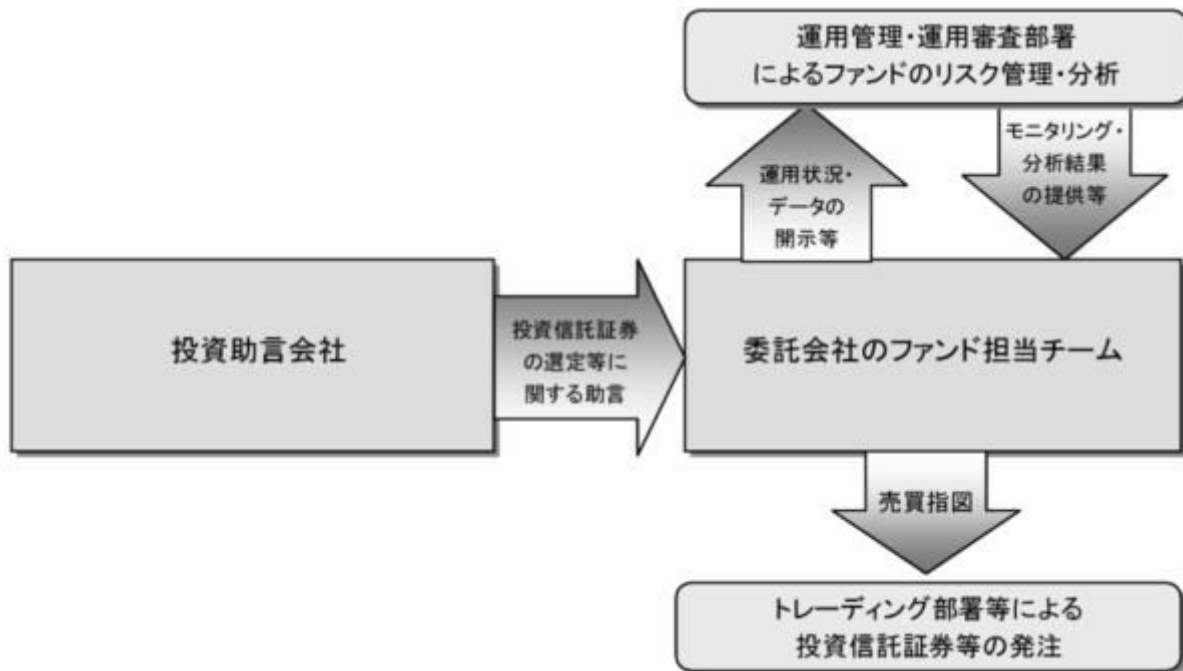 運用管理・運用審査部署
によるファンドのリスク管理・分析
運用状況・
データの
開示等
モニタリング・
分析結果
の提供等
投資助言会社
投資信託証券
の選定等に
関する助言
委託会社のファンド担当チーム
売買指図
トレーディング部署等による
投資信託証券等の発注